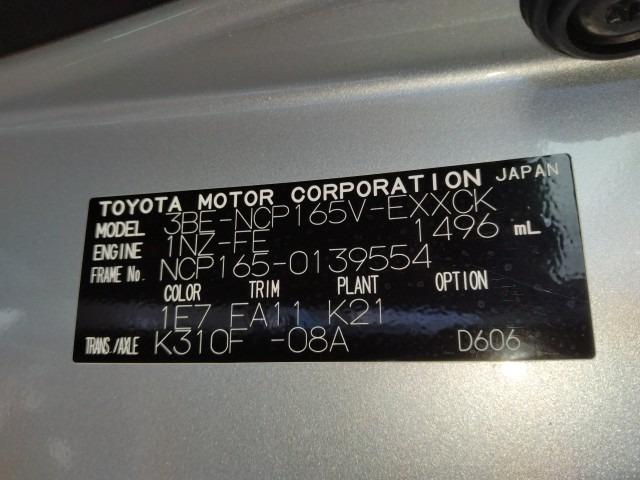 TOYOTA MOTOR CORPORATION JAPAN
MODEL 3BE-NCP165V-EXXCK
ENGINE 1NZ-FE 1496 mL
FRAME No. NCP165-0139554
COLOR TRIM PLANT OPTION
1E7 FA11 K21
TRANS./AXLE K310F -08A D606